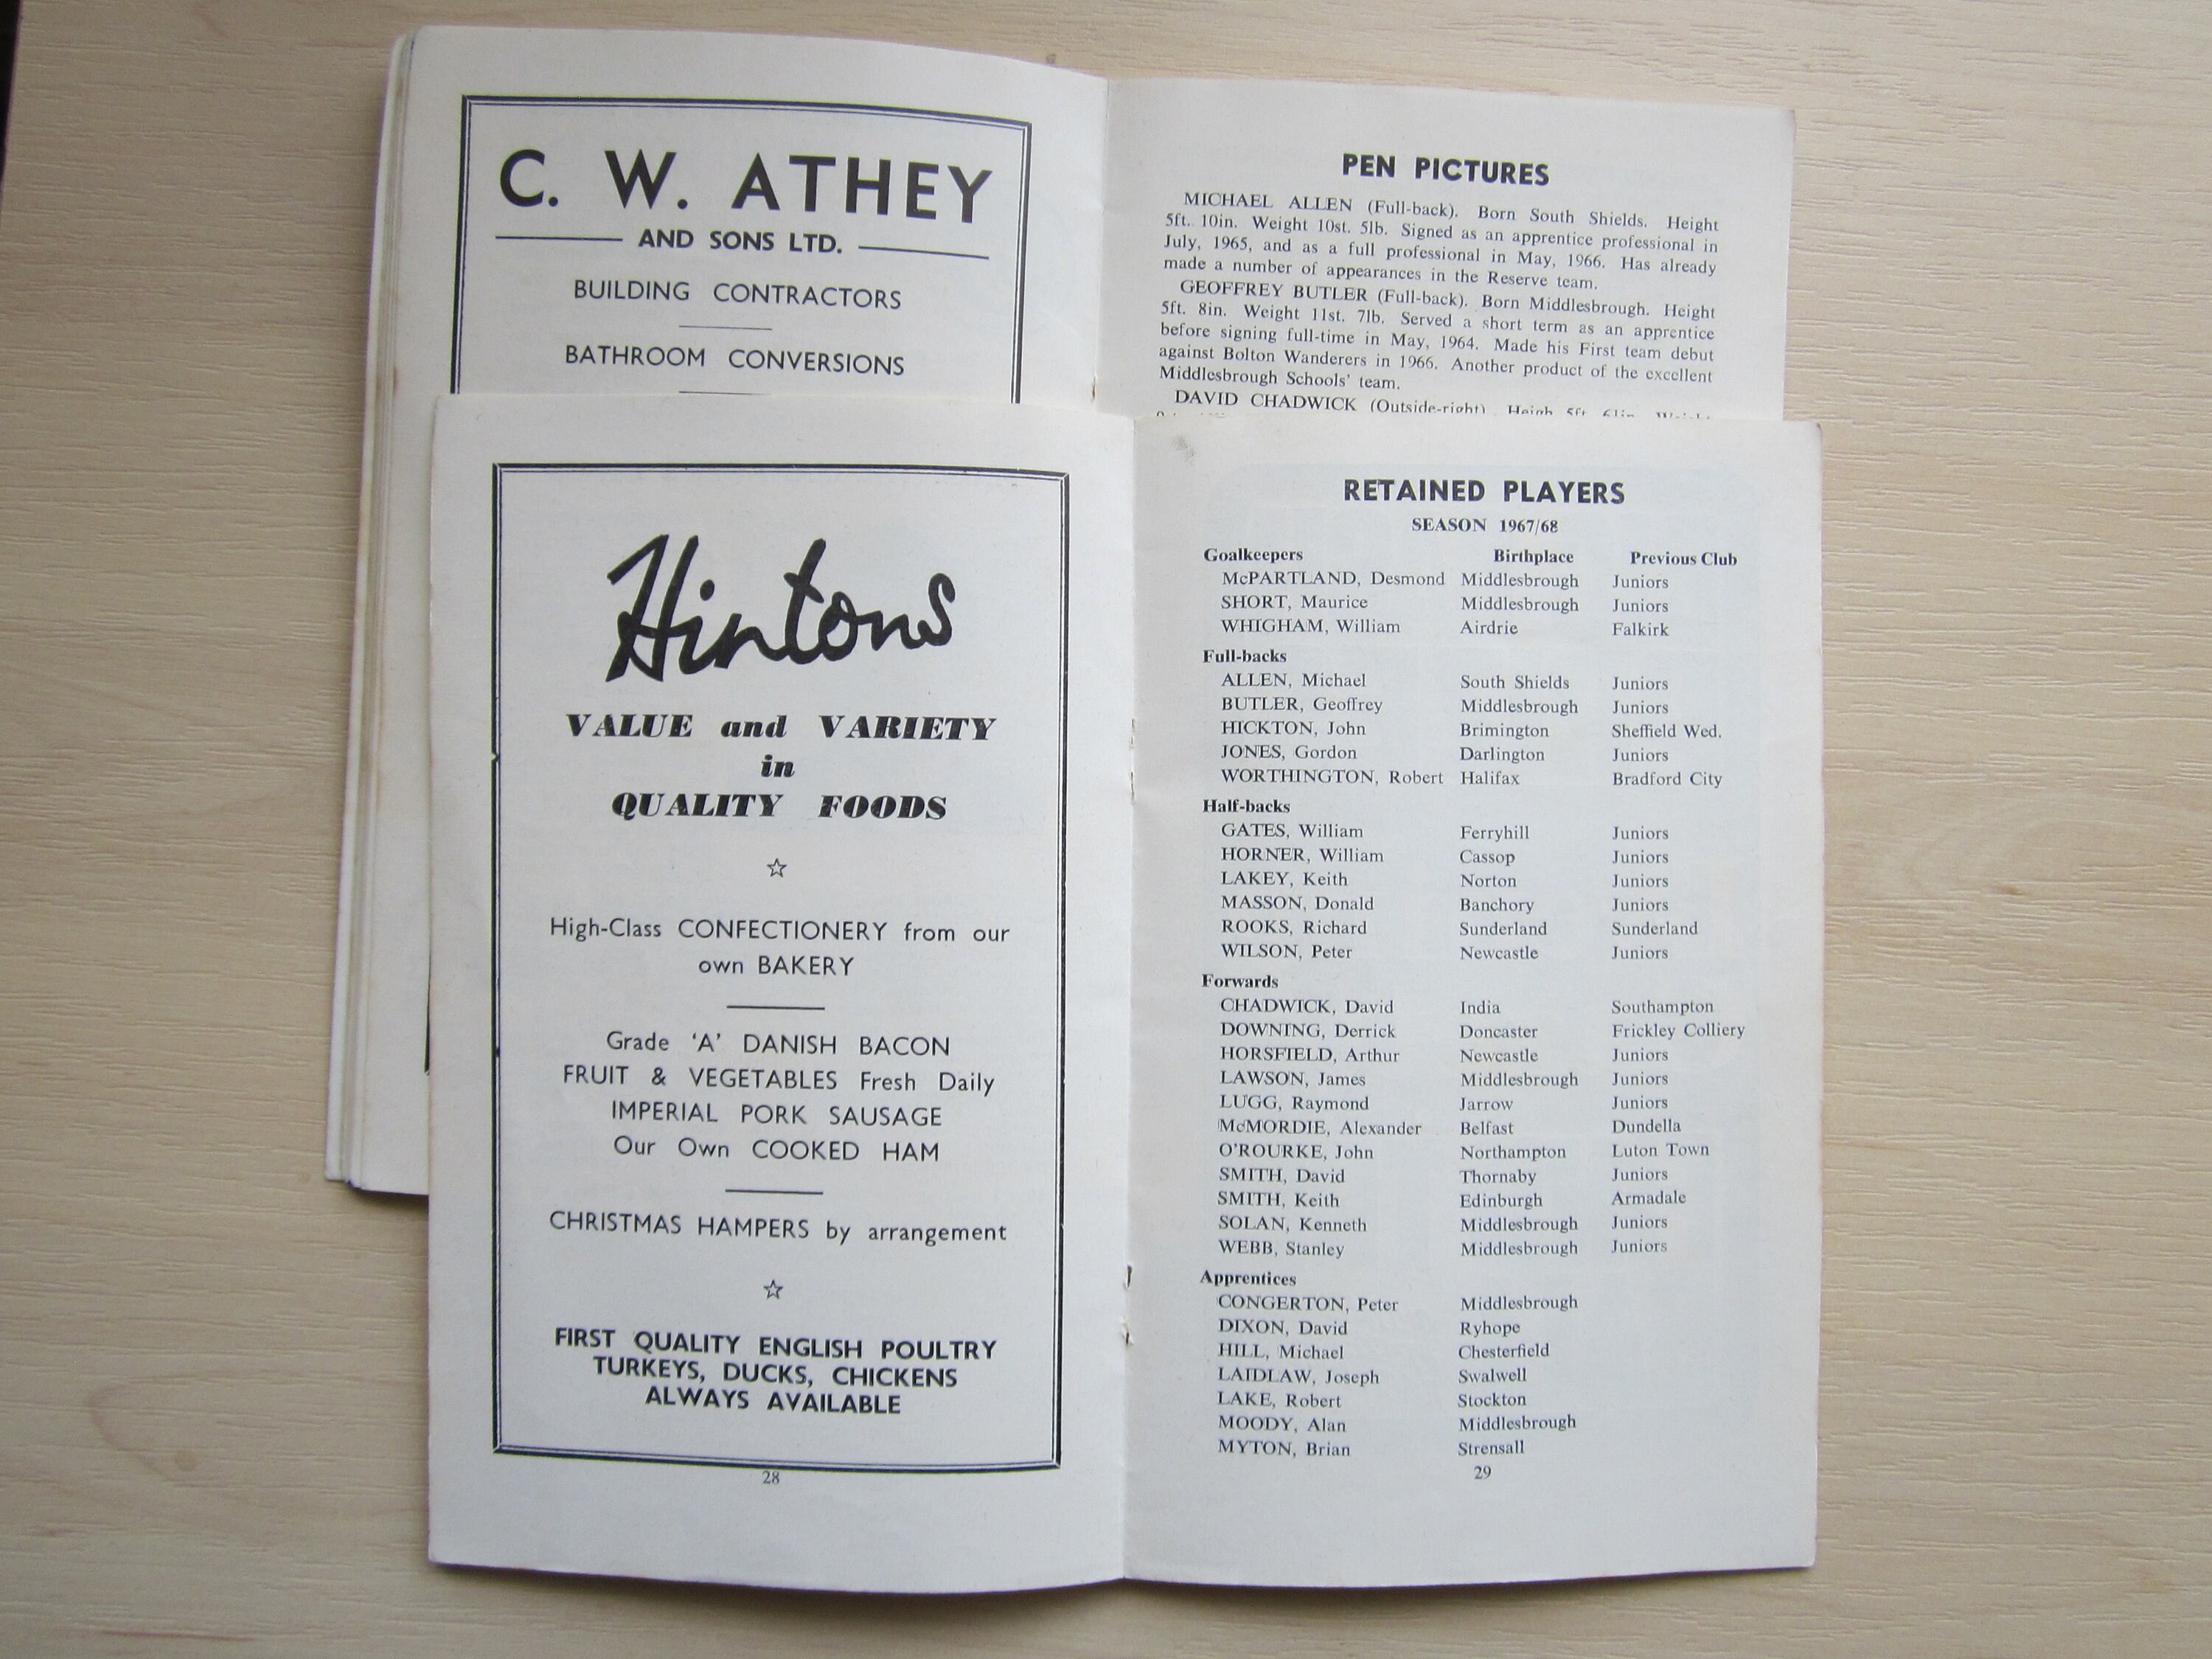 C. W. ATHEY
AND SONS LTD.
BUILDING CONTRACTORS
BATHROOM CONVERSIONS
PEN PICTURES
MICHAEL ALLEN (Full-back). Born South Shields. Height
5ft. 10in. Weight 10st. 5lb. Signed as an apprentice professional in
July, 1965, and as a full professional in May, 1966. Has already
made a number of appearances in the Reserve team.
GEOFFREY BUTLER (Full-back). Born Middlesbrough. Height
5ft. 8in. Weight 11st. 7lb. Served a short term as an apprentice
before signing full-time in May, 1964. Made his First team debut
against Bolton Wanderers in 1966. Another product of the excellent
Middlesbrough Schools' team.
DAVID CHADWICK (Outside-right). Heigh 5ft. 6½in. Weight
Hintons
VALUE and VARIETY
in
QUALITY FOODS
☆
High-Class CONFECTIONERY from our
own BAKERY
Grade 'A' DANISH BACON
FRUIT & VEGETABLES Fresh Daily
IMPERIAL PORK SAUSAGE
Our Own COOKED HAM
CHRISTMAS HAMPERS by arrangement
☆
FIRST QUALITY ENGLISH POULTRY
TURKEYS, DUCKS, CHICKENS
ALWAYS AVAILABLE
28
RETAINED PLAYERS
SEASON 1967/68
Goalkeepers Birthplace Previous Club
McPARTLAND, Desmond Middlesbrough Juniors
SHORT, Maurice Middlesbrough Juniors
WHIGHAM, William Airdrie Falkirk
Full-backs
ALLEN, Michael South Shields Juniors
BUTLER, Geoffrey Middlesbrough Juniors
HICKTON, John Brimington Sheffield Wed.
JONES, Gordon Darlington Juniors
WORTHINGTON, Robert Halifax Bradford City
Half-backs
GATES, William Ferryhill Juniors
HORNER, William Cassop Juniors
LAKEY, Keith Norton Juniors
MASSON, Donald Banchory Juniors
ROOKS, Richard Sunderland Sunderland
WILSON, Peter Newcastle Juniors
Forwards
CHADWICK, David India Southampton
DOWNING, Derrick Doncaster Frickley Colliery
HORSFIELD, Arthur Newcastle Juniors
LAWSON, James Middlesbrough Juniors
LUGG, Raymond Jarrow Juniors
McMORDIE, Alexander Belfast Dundella
O'ROURKE, John Northampton Luton Town
SMITH, David Thornaby Juniors
SMITH, Keith Edinburgh Armadale
SOLAN, Kenneth Middlesbrough Juniors
WEBB, Stanley Middlesbrough Juniors
Apprentices
CONGERTON, Peter Middlesbrough
DIXON, David Ryhope
HILL, Michael Chesterfield
LAIDLAW, Joseph Swalwell
LAKE, Robert Stockton
MOODY, Alan Middlesbrough
MYTON, Brian Strensall
29